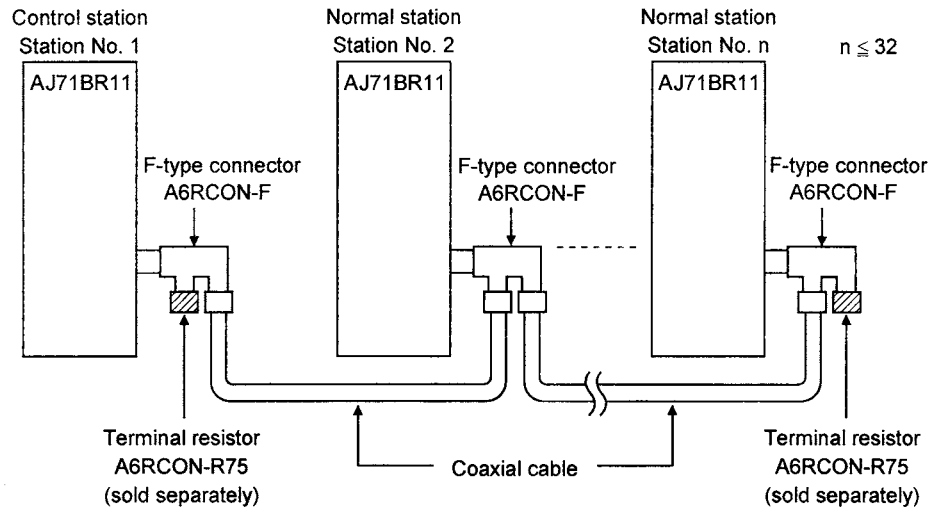 Control station
Station No. 1
Normal station
Station No. 2
Normal station
Station No. n
n ≦ 32
AJ71BR11
AJ71BR11
AJ71BR11
F-type connector
A6RCON-F
F-type connector
A6RCON-F
F-type connector
A6RCON-F
Terminal resistor
A6RCON-R75
(sold separately)
Coaxial cable
Terminal resistor
A6RCON-R75
(sold separately)